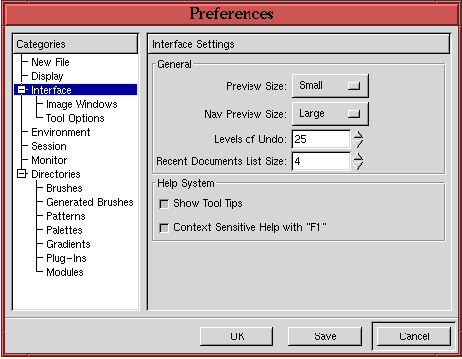 Preferences
Categories
New File
Display
Interface
Image Windows
Tool Options
Environment
Session
Monitor
Directories
Brushes
Generated Brushes
Patterns
Palettes
Gradients
Plug-Ins
Modules
Interface Settings
General
Preview Size: Small
Nav Preview Size: Large
Levels of Undo: 25
Recent Documents List Size: 4
Help System
Show Tool Tips
Context Sensitive Help with "F1"
OK Save Cancel